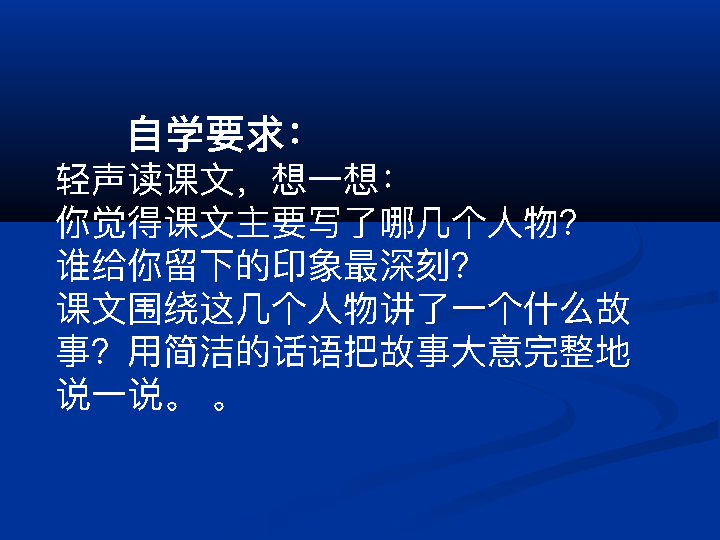 自学要求：
轻声读课文，想一想：
你觉得课文主要写了哪几个人物？
谁给你留下的印象最深刻？
课文围绕这几个人物讲了一个什么故
事？用简洁的话语把故事大意完整地
说一说。 。